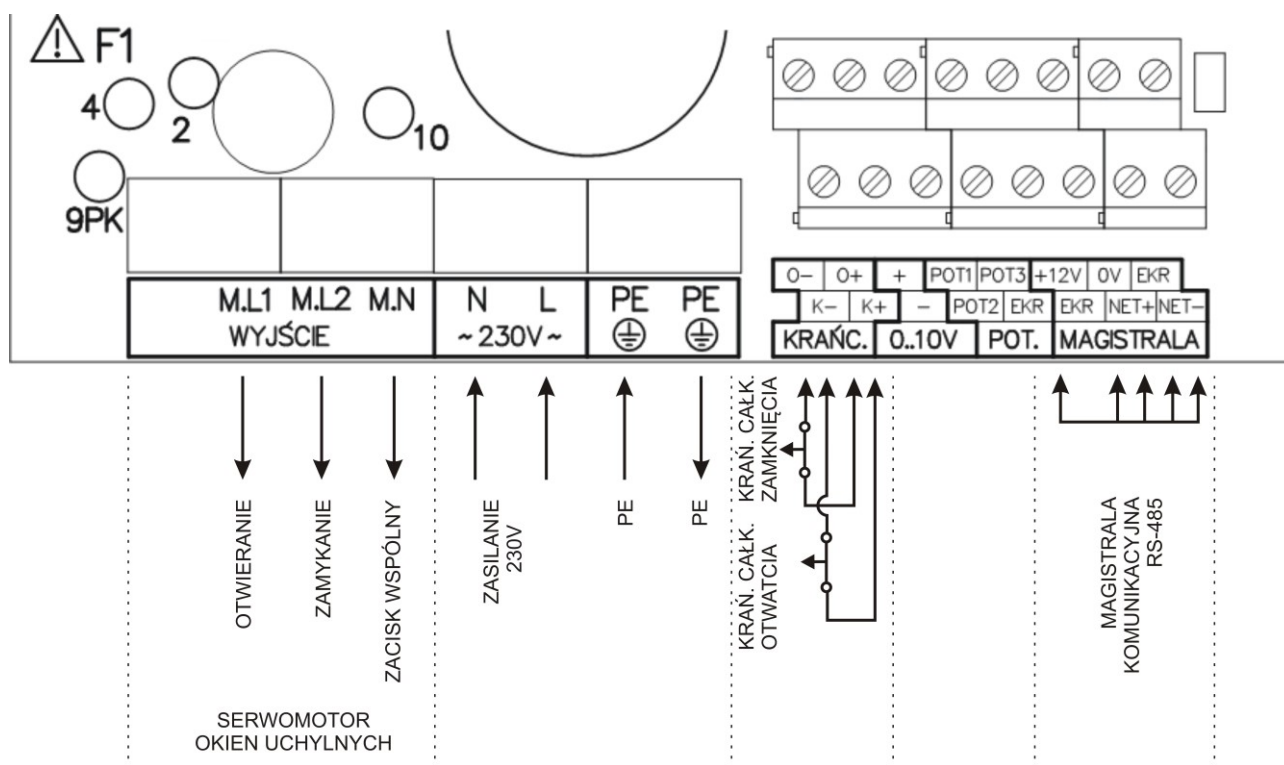 F1
4
2
10
9PK
M.L1 M.L2 M.N
WYJŚCIE
N L
~230V~
PE PE
O- O+ + POT1 POT3 +12V 0V EKR
K- K+ - POT2 EKR EKR NET+ NET-
KRAŃC. 0..10V POT. MAGISTRALA
OTWIERANIE
ZAMYKANIE
ZACISK WSPÓLNY
ZASILANIE
230V
PE
PE
KRAŃ. CAŁK.
ZAMKNIĘCIA
KRAŃ. CAŁK.
OTWATCIA
MAGISTRALA
KOMUNIKACYJNA
RS-485
SERWOMOTOR
OKIEN UCHYLNYCH